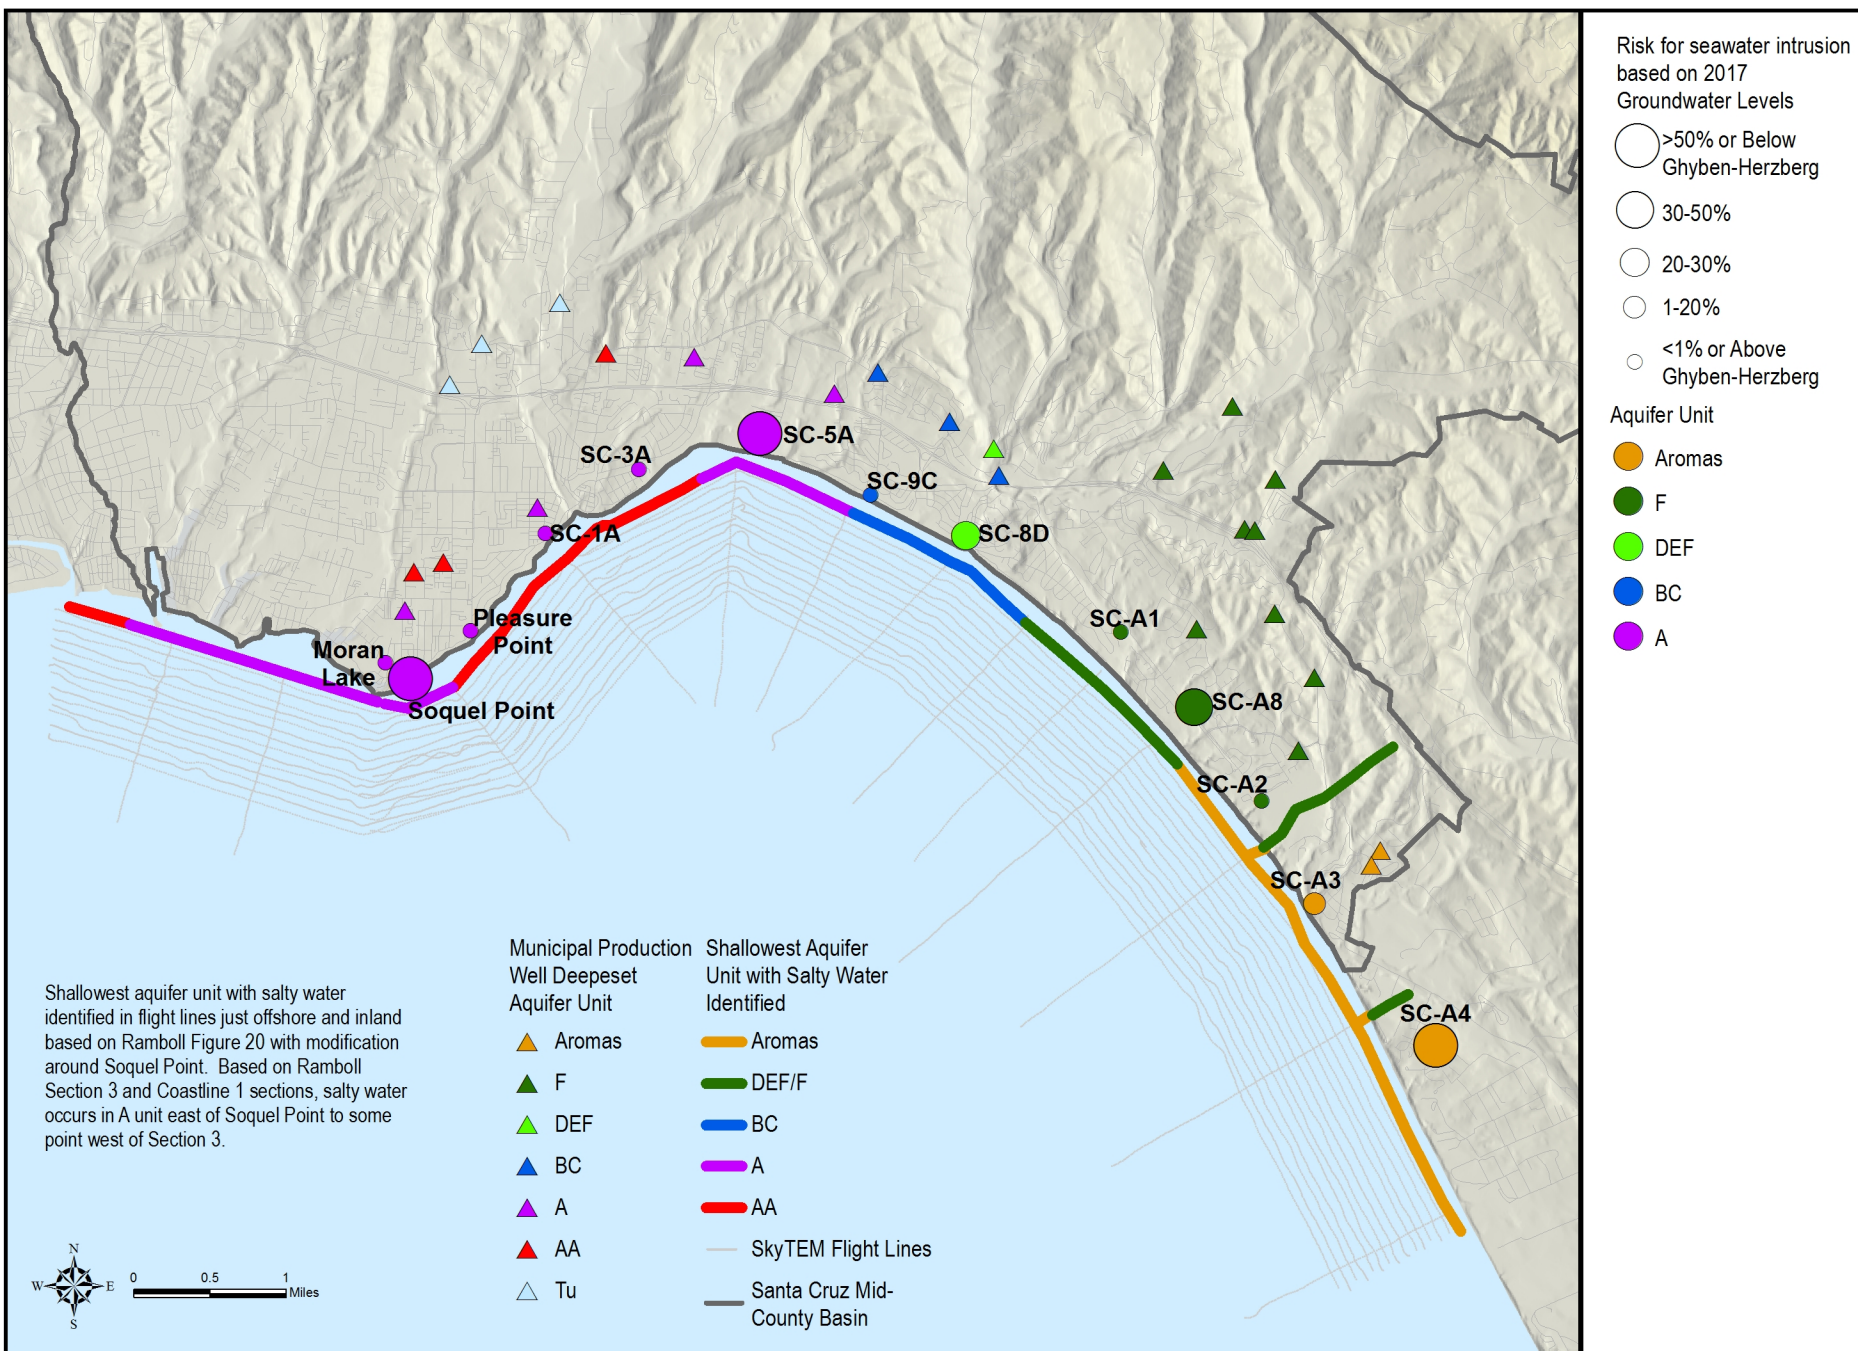 Risk for seawater intrusion
based on 2017
Groundwater Levels
>50% or Below
Ghyben-Herzberg
30-50%
20-30%
1-20%
<1% or Above
Ghyben-Herzberg
Aquifer Unit
Aromas
F
DEF
BC
A
SC-5A
SC-3A
SC-9C
SC-1A
SC-8D
Pleasure
Point
Moran
Lake
Soquel Point
SC-A1
SC-A8
SC-A2
SC-A3
SC-A4
Shallowest aquifer unit with salty water
identified in flight lines just offshore and inland
based on Ramboll Figure 20 with modification
around Soquel Point.  Based on Ramboll
Section 3 and Coastline 1 sections, salty water
occurs in A unit east of Soquel Point to some
point west of Section 3.
Municipal Production
Well Deepeset
Aquifer Unit
Aromas
F
DEF
BC
A
AA
Tu
Shallowest Aquifer
Unit with Salty Water
Identified
Aromas
DEF/F
BC
A
AA
SkyTEM Flight Lines
Santa Cruz Mid-
County Basin
N
W E
S
0 0.5 1
Miles